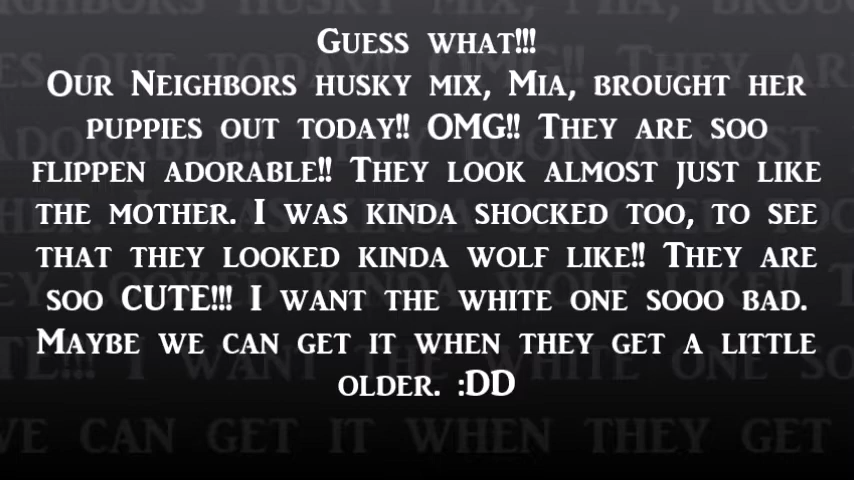 Guess what!!!
Our Neighbors husky mix, Mia, brought her
puppies out today!! OMG!! They are soo
flippen adorable!! They look almost just like
the mother. I was kinda shocked too, to see
that they looked kinda wolf like!! They are
soo CUTE!!! I want the white one sooo bad.
Maybe we can get it when they get a little
older. :DD